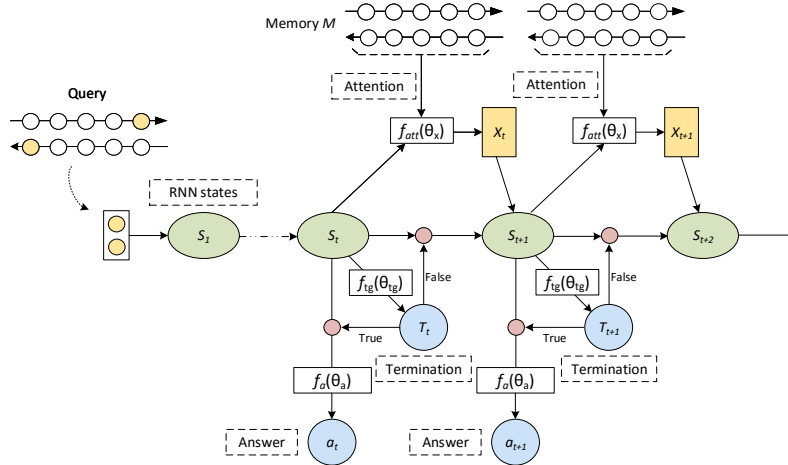 Memory M
Attention
Attention
Query
f_att(θ_x)
X_t
f_att(θ_x)
X_t+1
RNN states
S_1
S_t
S_t+1
S_t+2
False
False
f_tg(θ_tg)
f_tg(θ_tg)
T_t
T_t+1
True
True
Termination
Termination
f_a(θ_a)
f_a(θ_a)
Answer
a_t
Answer
a_t+1